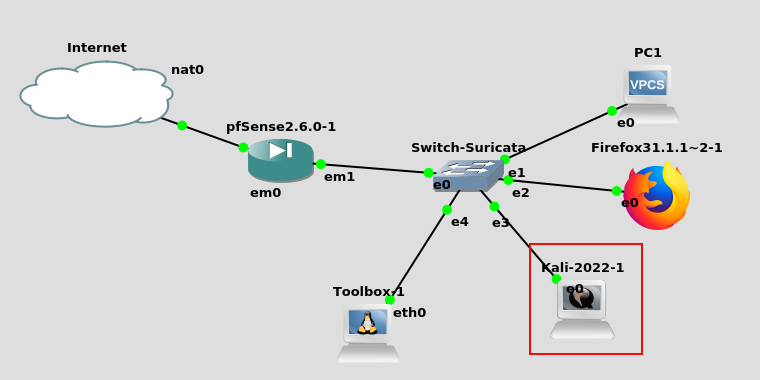 Internet
nat0
PC1
VPCS
e0
pfSense2.6.0-1
em0
em1
Switch-Suricata
e0
e1
e2
e3
e4
Firefox31.1.1~2-1
e0
Kali-2022-1
e0
Toolbox-1
eth0